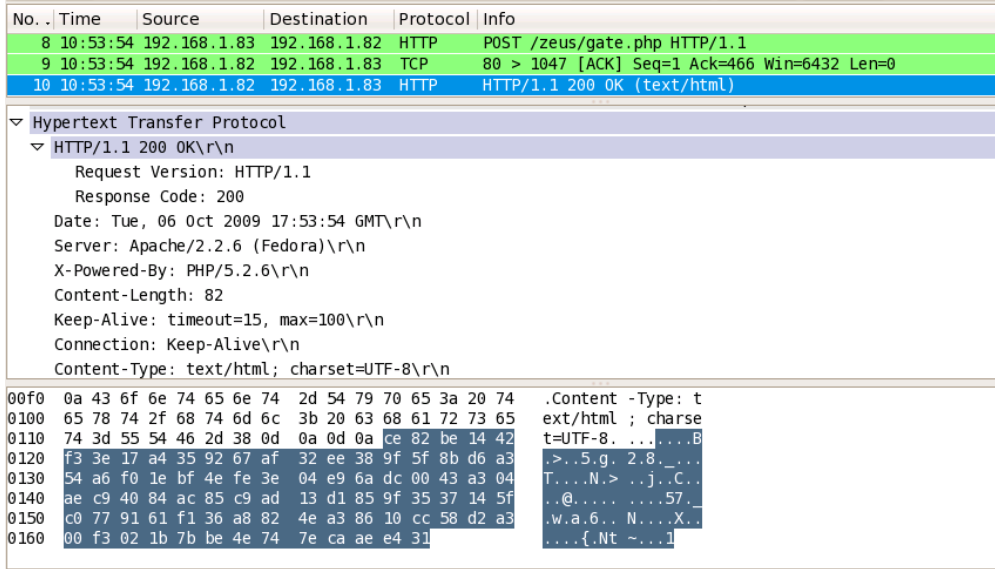 No. . Time Source Destination Protocol Info
8 10:53:54 192.168.1.83 192.168.1.82 HTTP POST /zeus/gate.php HTTP/1.1
9 10:53:54 192.168.1.82 192.168.1.83 TCP 80 > 1047 [ACK] Seq=1 Ack=466 Win=6432 Len=0
10 10:53:54 192.168.1.82 192.168.1.83 HTTP HTTP/1.1 200 OK (text/html)
Hypertext Transfer Protocol
HTTP/1.1 200 OK\r\n
Request Version: HTTP/1.1
Response Code: 200
Date: Tue, 06 Oct 2009 17:53:54 GMT\r\n
Server: Apache/2.2.6 (Fedora)\r\n
X-Powered-By: PHP/5.2.6\r\n
Content-Length: 82
Keep-Alive: timeout=15, max=100\r\n
Connection: Keep-Alive\r\n
Content-Type: text/html; charset=UTF-8\r\n
00f0 0a 43 6f 6e 74 65 6e 74 2d 54 79 70 65 3a 20 74 .Content -Type: t
0100 65 78 74 2f 68 74 6d 6c 3b 20 63 68 61 72 73 65 ext/html ; charse
0110 74 3d 55 54 46 2d 38 0d 0a 0d 0a ce 82 be 14 42 t=UTF-8. .......B
0120 f3 3e 17 a4 35 92 67 af 32 ee 38 9f 5f 8b d6 a3 .>..5.g. 2.8._...
0130 54 a6 f0 1e bf 4e fe 3e 04 e9 6a dc 00 43 a3 04 T....N.> ..j..C..
0140 ae c9 40 84 ac 85 c9 ad 13 d1 85 9f 35 37 14 5f ..@..... ....57._
0150 c0 77 91 61 f1 36 a8 82 4e a3 86 10 cc 58 d2 a3 .w.a.6.. N....X..
0160 00 f3 02 1b 7b be 4e 74 7e ca ae e4 31 ....{.Nt ~...1